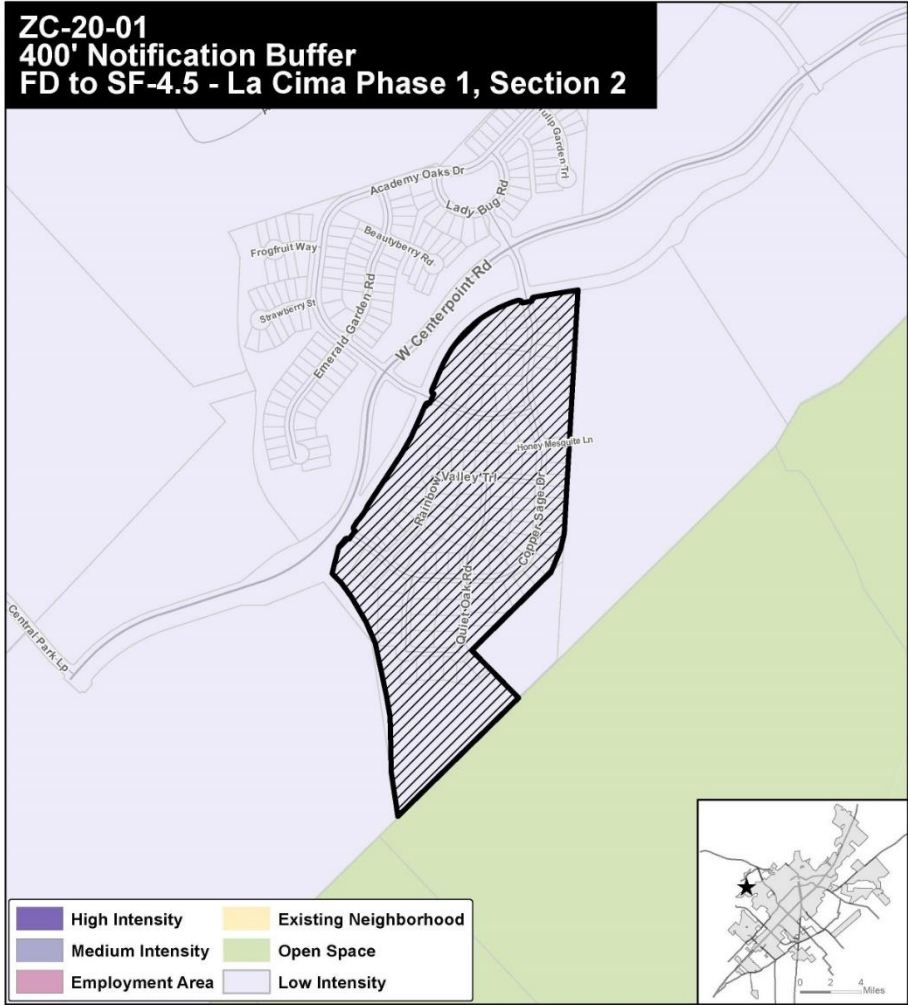 ZC-20-01
400' Notification Buffer
FD to SF-4.5 - La Cima Phase 1, Section 2
Tulip Garden Trl
Academy Oaks Dr
Lady Bug Rd
Beautyberry Rd
Frogfruit Way
Strawberry St
Emerald Garden Rd
W Centerpoint Rd
Honey Mesquite Ln
Rainbow
Valley Trl
Copper Sage Dr
Quiet Oak Rd
Central Park Lp
High Intensity
Medium Intensity
Employment Area
Existing Neighborhood
Open Space
Low Intensity
0 2 4
Miles